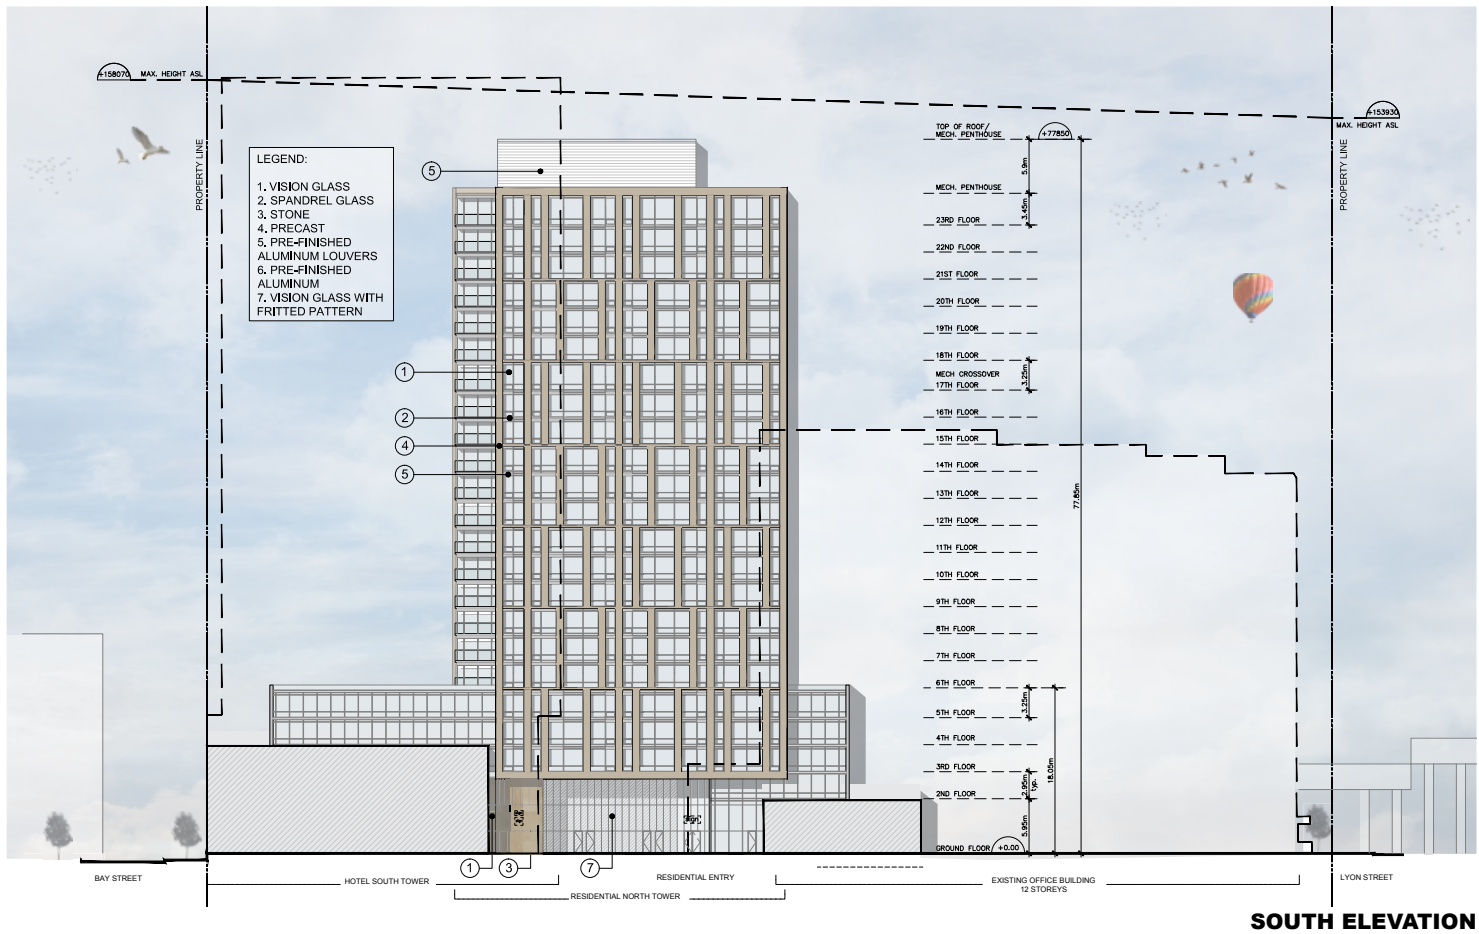 +158070 MAX. HEIGHT ASL
+153930
MAX. HEIGHT ASL
PROPERTY LINE
PROPERTY LINE
LEGEND:
1. VISION GLASS
2. SPANDREL GLASS
3. STONE
4. PRECAST
5. PRE-FINISHED
ALUMINUM LOUVERS
6. PRE-FINISHED
ALUMINUM
7. VISION GLASS WITH
FRITTED PATTERN
5
1
2
4
5
TOP OF ROOF/
MECH. PENTHOUSE
+77850
5.9m
MECH. PENTHOUSE
3.45m
23RD FLOOR
22ND FLOOR
21ST FLOOR
20TH FLOOR
19TH FLOOR
18TH FLOOR
MECH CROSSOVER
3.25m
17TH FLOOR
16TH FLOOR
15TH FLOOR
14TH FLOOR
13TH FLOOR
77.85m
12TH FLOOR
11TH FLOOR
10TH FLOOR
9TH FLOOR
8TH FLOOR
7TH FLOOR
6TH FLOOR
3.25m
5TH FLOOR
4TH FLOOR
3RD FLOOR
18.05m
2.95m
typ.
2ND FLOOR
5.95m
GROUND FLOOR
+0.00
1
3
7
BAY STREET
HOTEL SOUTH TOWER
RESIDENTIAL ENTRY
RESIDENTIAL NORTH TOWER
EXISTING OFFICE BUILDING
12 STOREYS
LYON STREET
SOUTH ELEVATION